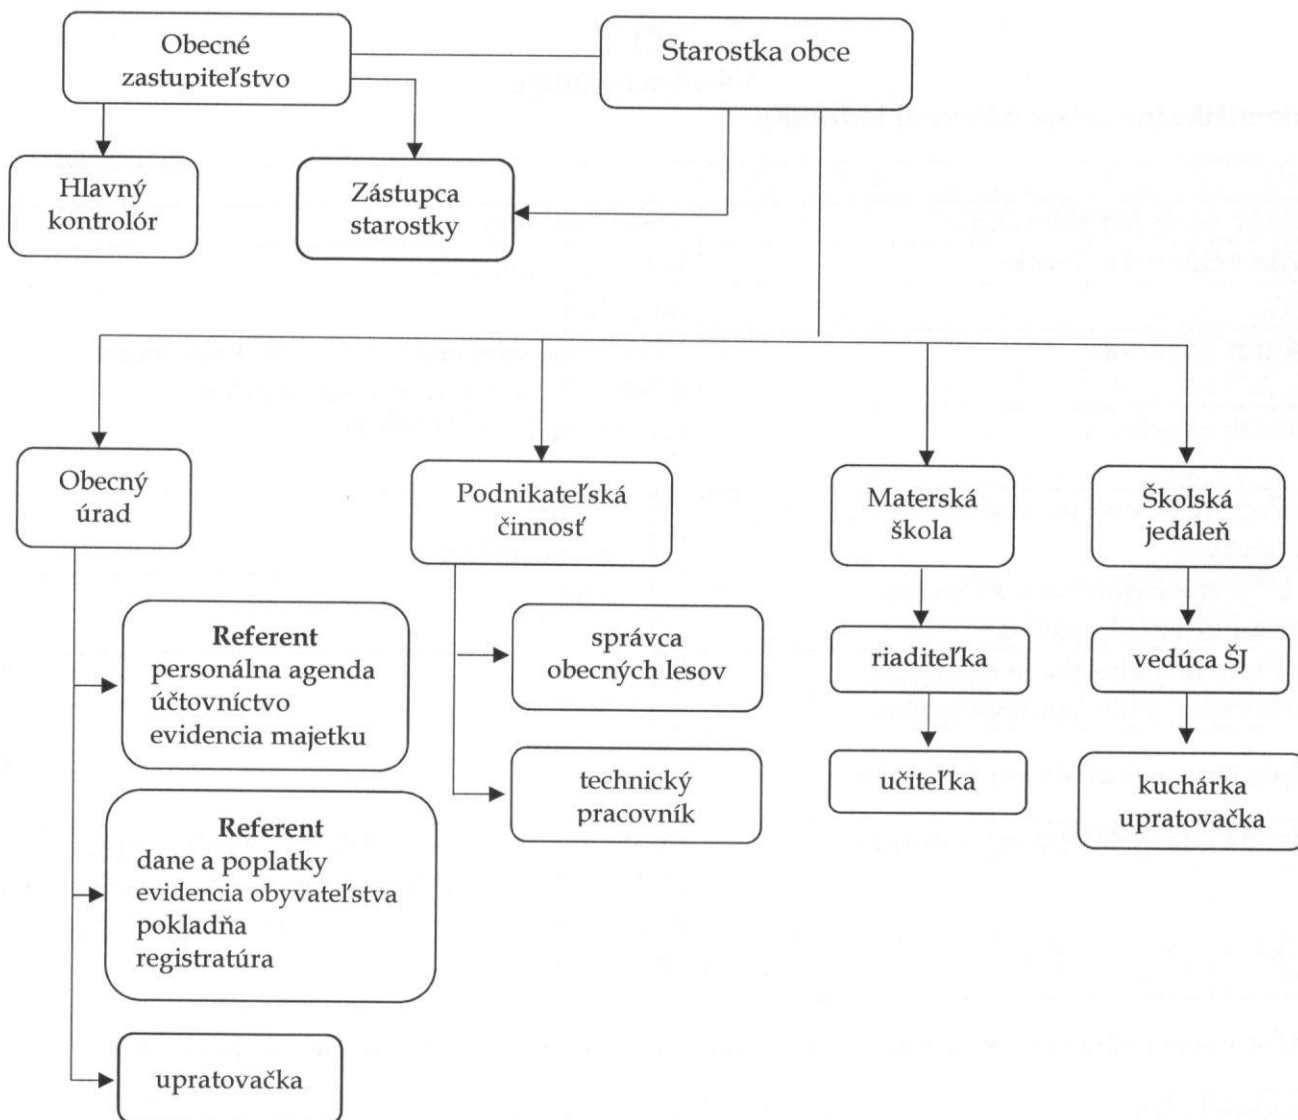 Obecné
zastupiteľstvo
Starostka obce
Hlavný
kontrolór
Zástupca
starostky
Obecný
úrad
Podnikateľská
činnosť
Materská
škola
Školská
jedáleň
Referent
personálna agenda
účtovníctvo
evidencia majetku
správca
obecných lesov
riaditeľka
vedúca ŠJ
technický
pracovník
učiteľka
kuchárka
upratovačka
Referent
dane a poplatky
evidencia obyvateľstva
pokladňa
registratúra
upratovačka